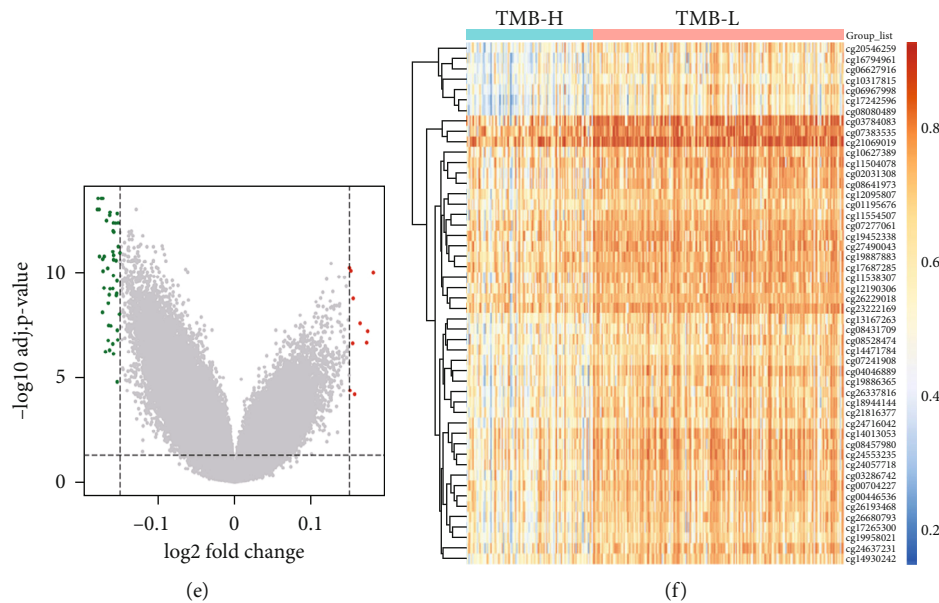 TMB-H
TMB-L
Group_list
cg20546259
cg16794961
cg06627916
cg10317815
cg06967998
cg17242596
cg08080489
cg03784083
cg07383535
cg21069019
cg10627389
cg11504078
cg02031308
cg08641973
cg12095807
cg01195676
cg11554507
cg07277061
cg19452338
cg27490043
cg19887883
cg17687285
cg11538307
cg12190306
cg26229018
cg23222169
cg13167263
cg08431709
cg08528474
cg14471784
cg07241908
cg04046889
cg19886365
cg26337816
cg18944144
cg21816377
cg24716042
cg14013053
cg08457980
cg24553235
cg24057718
cg03286742
cg00704227
cg00446536
cg26193468
cg26680793
cg17265300
cg19958021
cg24637231
cg14930242
0.8
0.6
0.4
0.2
−log10 adj.p-value
10
5
0
−0.1
0
0.1
log2 fold change
(e)
(f)